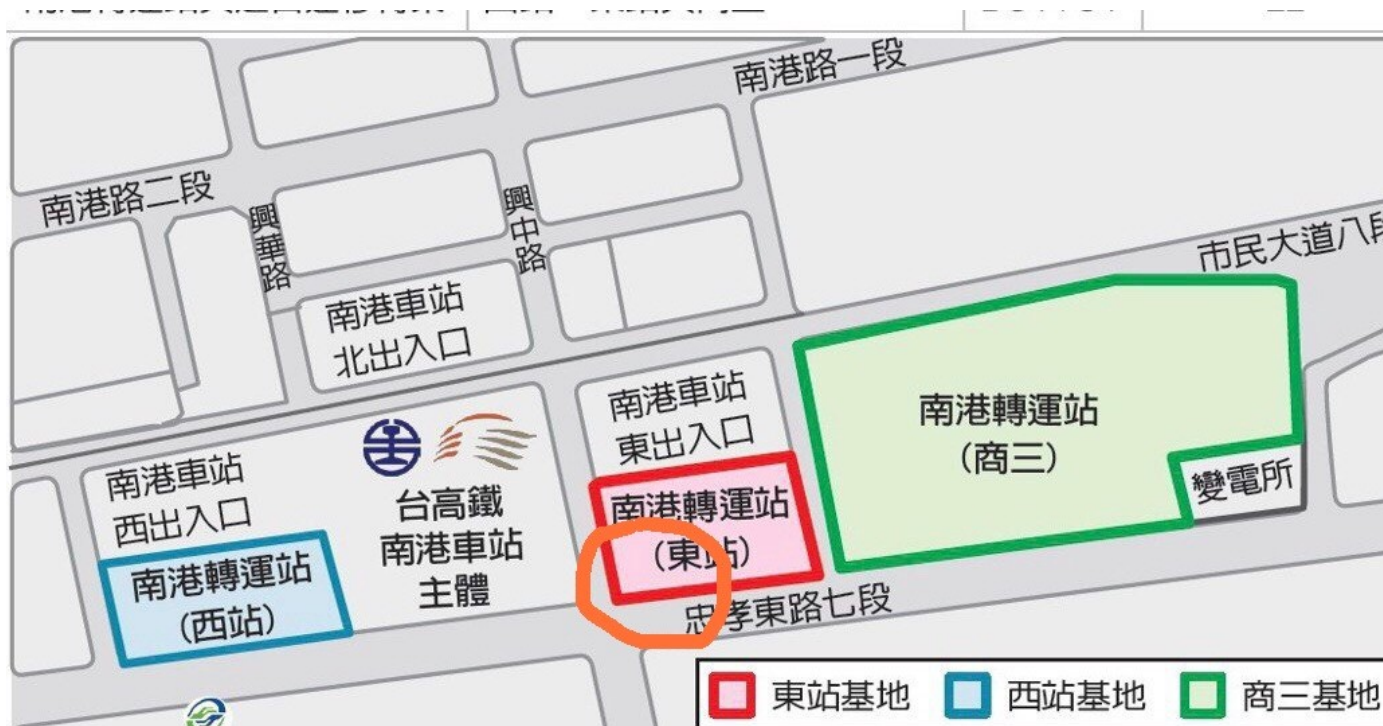 南港路一段
南港路二段
興華路
興中路
市民大道八段
南港車站
北出入口
南港車站
東出入口
南港轉運站
(商三)
南港車站
西出入口
台高鐵
南港車站
主體
南港轉運站
(東站)
變電所
南港轉運站
(西站)
忠孝東路七段
東站基地
西站基地
商三基地